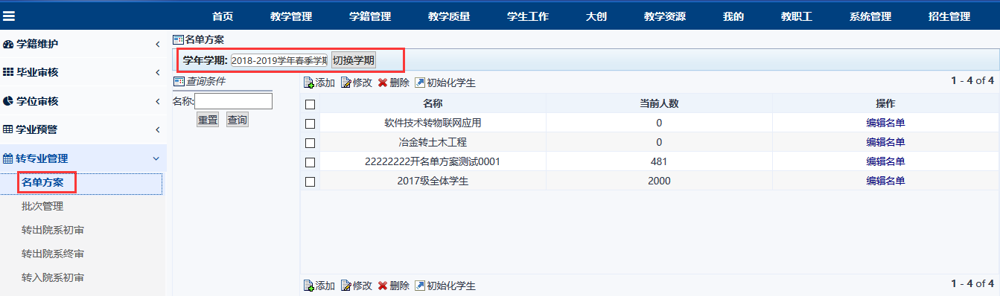 首页 教学管理 学籍管理 教学质量 学生工作 大创 教学资源 我的 教职工 系统管理 招生管理
学籍维护
毕业审核
学位审核
学业预警
转专业管理
名单方案
批次管理
转出院系初审
转出院系终审
转入院系初审
名单方案
学年学期: 2018-2019学年春季学期 切换学期
查询条件
名称:
重置 查询
添加 修改 删除 初始化学生 1 - 4 of 4
名称 当前人数 操作
软件技术转物联网应用 0 编辑名单
冶金转土木工程 0 编辑名单
22222222开名单方案测试0001 481 编辑名单
2017级全体学生 2000 编辑名单
添加 修改 删除 初始化学生 1 - 4 of 4